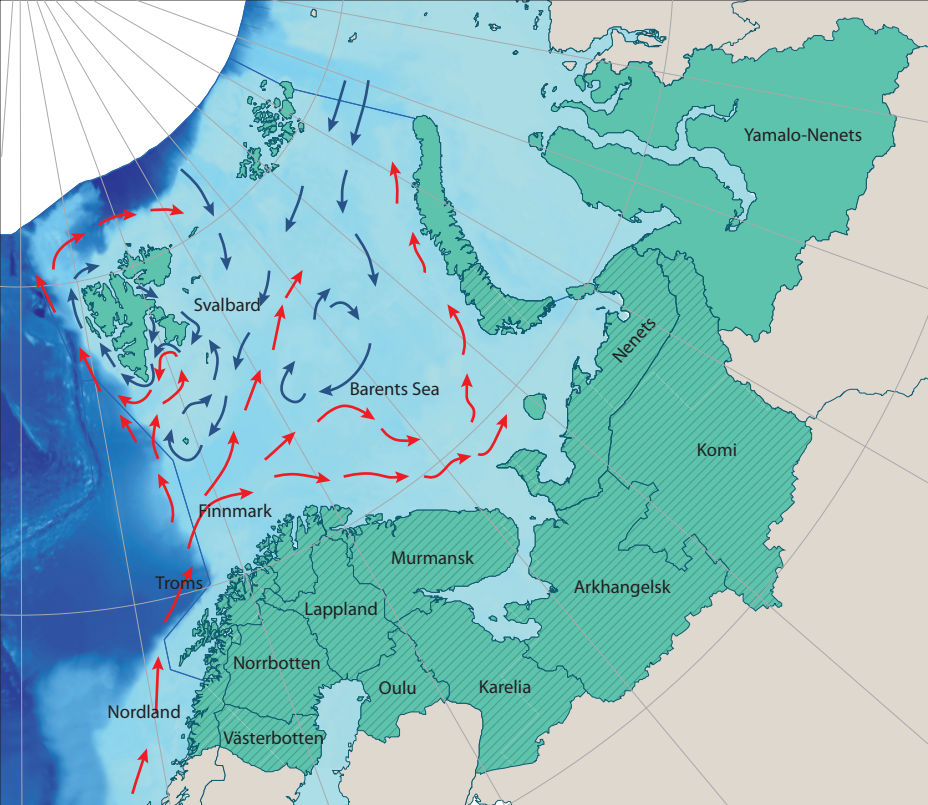 Yamalo-Nenets
Svalbard
Nenets
Barents Sea
Komi
Finnmark
Murmansk
Troms
Arkhangelsk
Lappland
Norrbotten
Oulu
Karelia
Nordland
Västerbotten